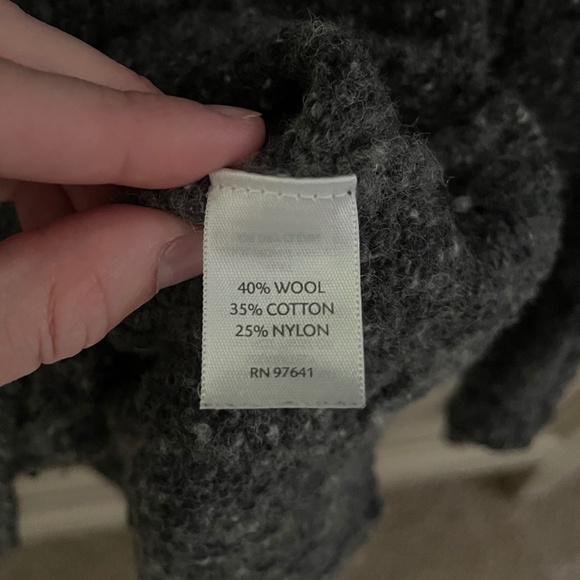 40% WOOL
35% COTTON
25% NYLON
RN 97641